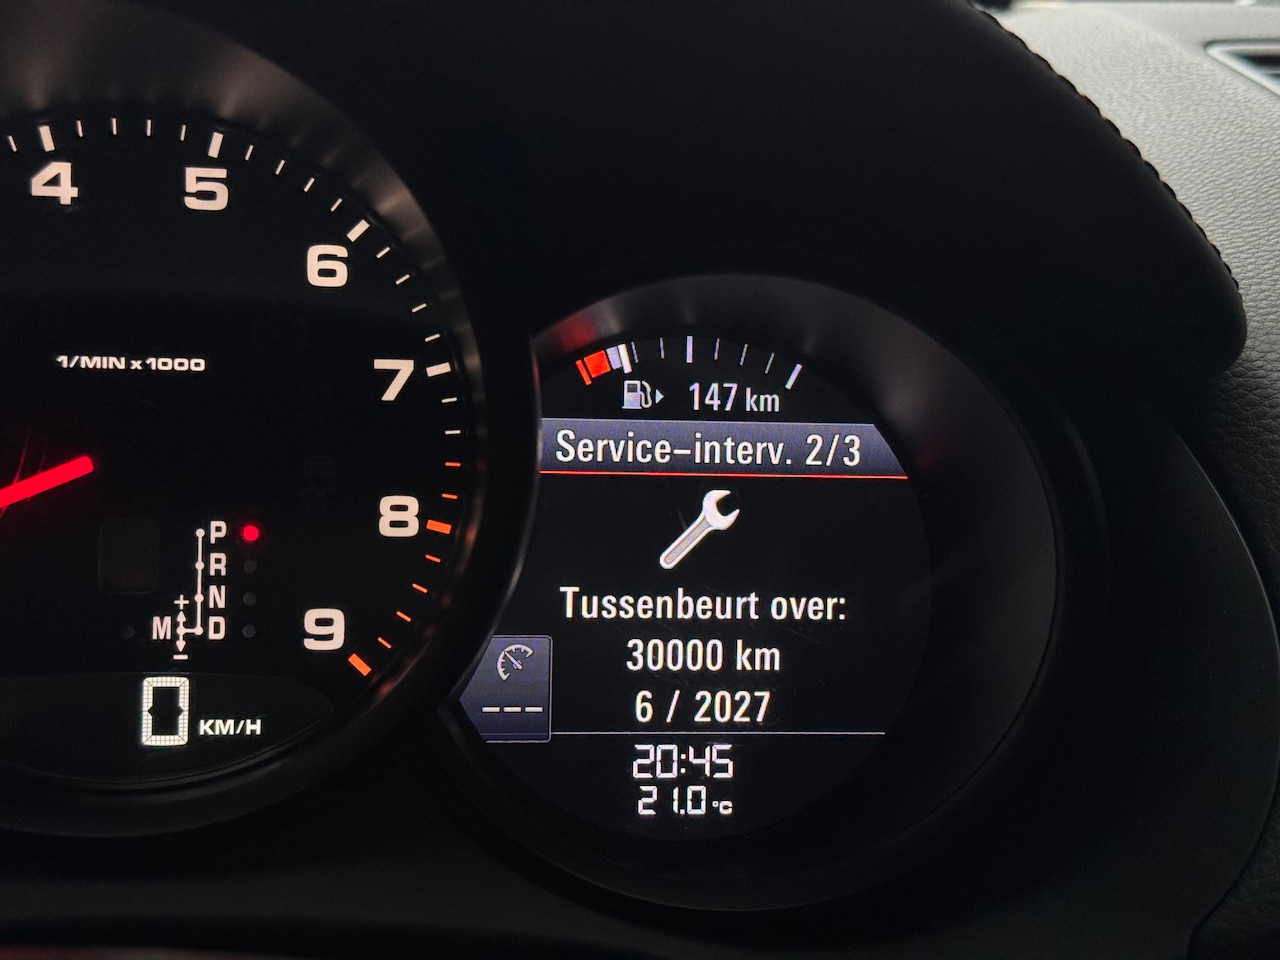 4
5
6
7
8
9
1/MIN x 1000
P
R
+ N
M D
−
0 KM/H
147 km
Service-interv. 2/3
Tussenbeurt over:
30000 km
6 / 2027
---
20:45
21.0 °C